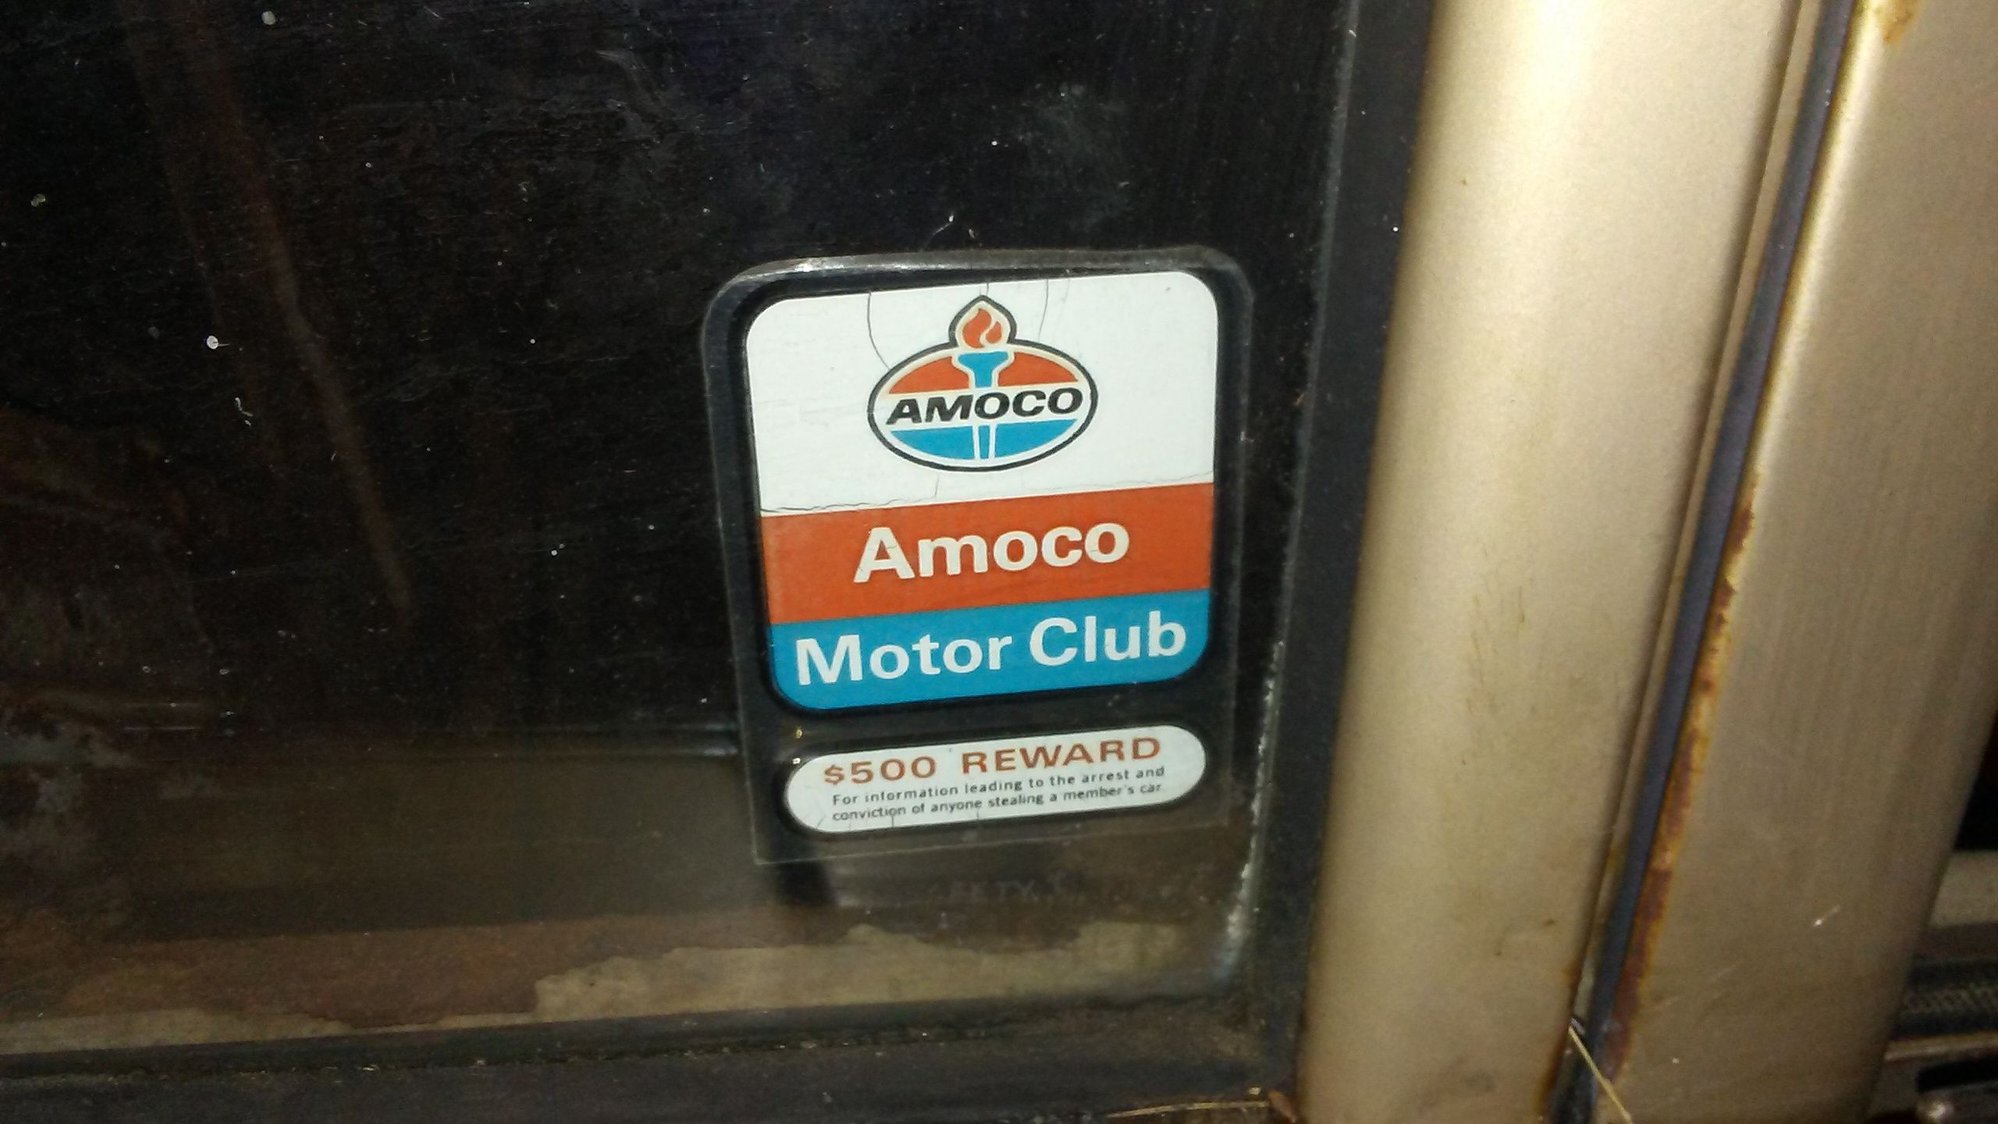 AMOCO
Amoco
Motor Club
$500 REWARD
For information leading to the arrest and
conviction of anyone stealing a member's car.